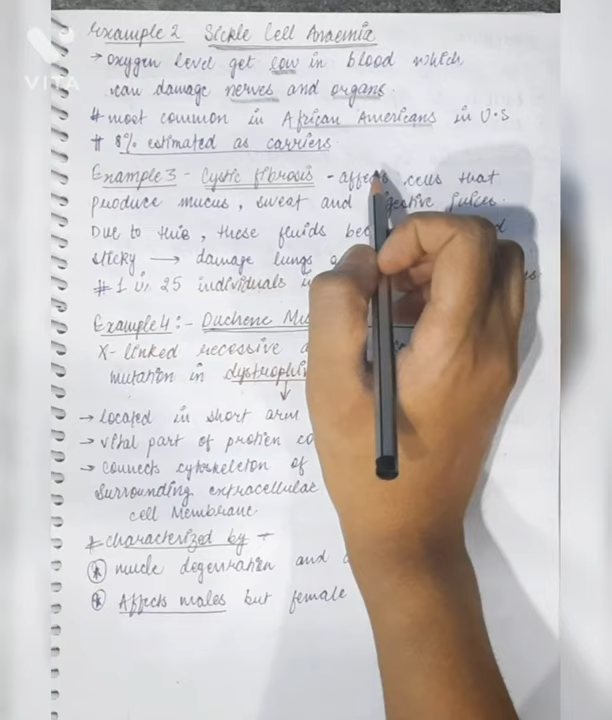 VITA
Example 2 Sickle Cell Anaemia
→ Oxygen level get low in blood which
can damage nerves and organs.
# most common in African Americans in U.S
# 8% estimated as carriers
Example 3 - Cystic fibrosis - affects cells that
produce mucus, sweat and juices.
Due to this, these fluids
sticky → damage lungs
# 1 in 25 individuals
Example 4 :- Duchene
X-linked recessive
mutation in dystrophin
→ located in short arm
→ vital part of protien
→ connects cytoskeleton of
surrounding extracellular
cell Membrane
* characterized by -
* muscle degeneration and
* Affects males but female